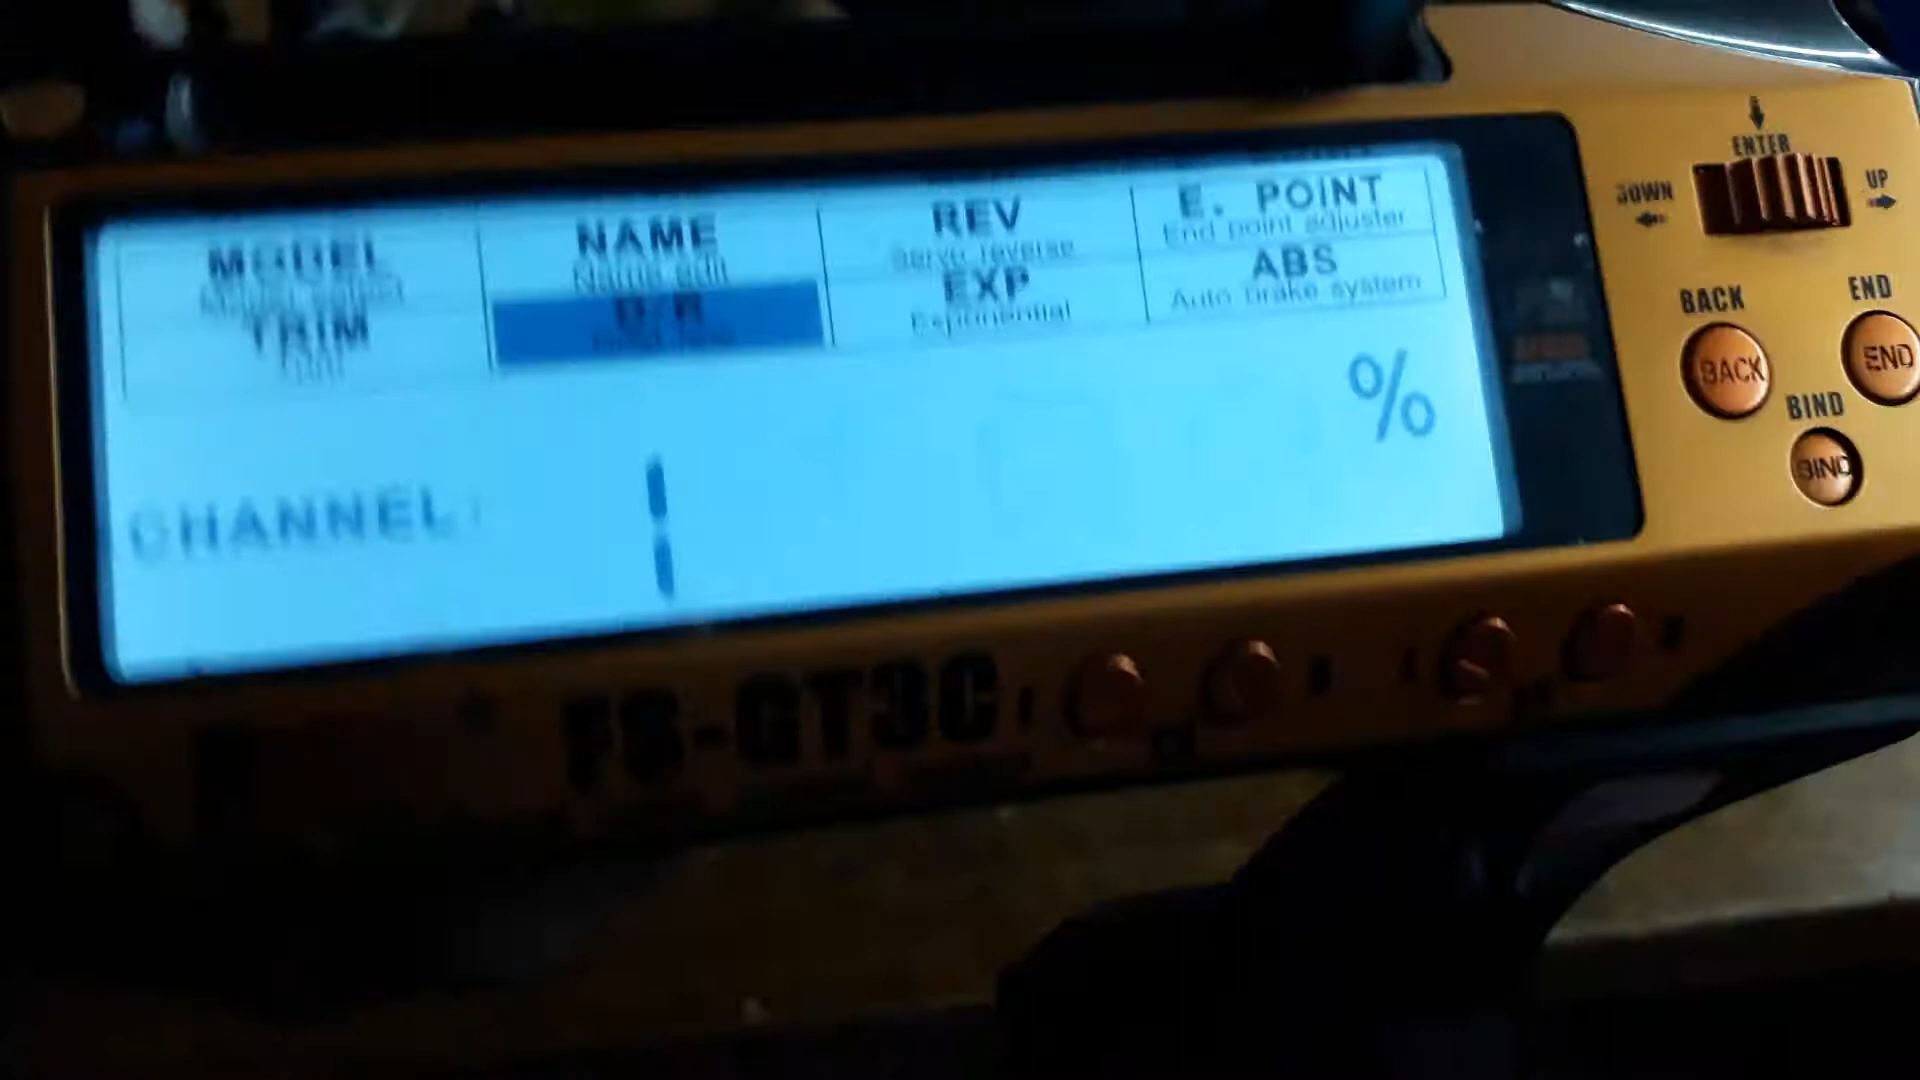 MODEL
Model select
NAME
Name edit
REV
Servo reverse
E. POINT
End point adjuster
TRIM
D/R
EXP
Exponential
ABS
Auto brake system
%
CHANNEL: 1
FS-GT3C
ENTER
DOWN
UP
BACK
END
BACK
END
BIND
BIND